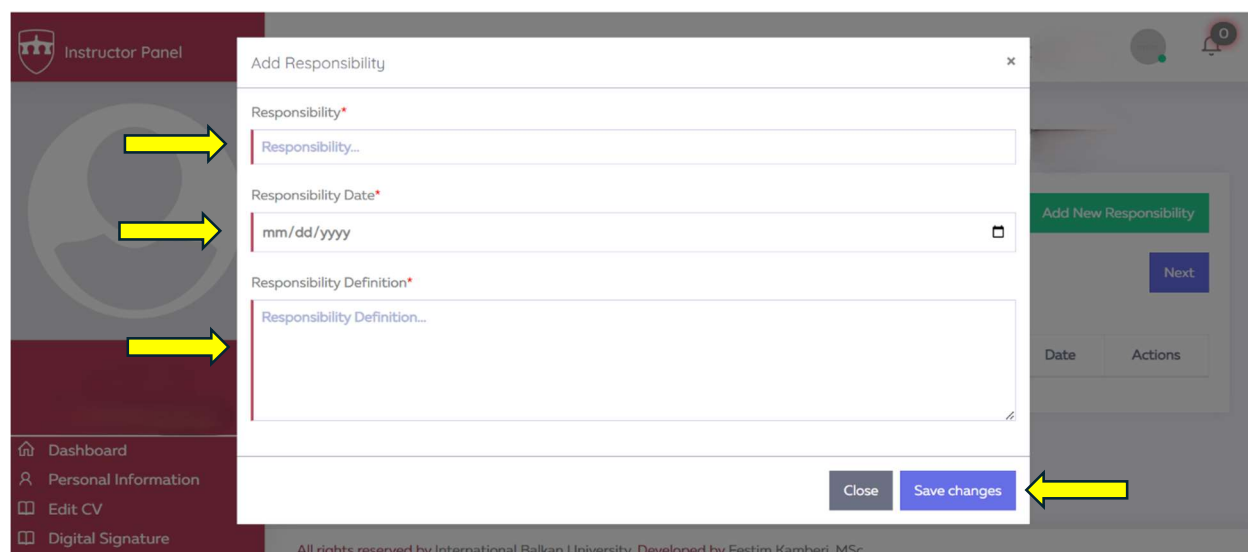 Instructor Panel
0
Add Responsibility
×
Responsibility*
Responsibility...
Responsibility Date*
mm/dd/yyyy
Add New Responsibility
Next
Responsibility Definition*
Responsibility Definition...
Date Actions
Dashboard
Personal Information
Edit CV
Digital Signature
Close Save changes
All rights reserved by International Balkan University. Developed by Festim Kamberi, MSc